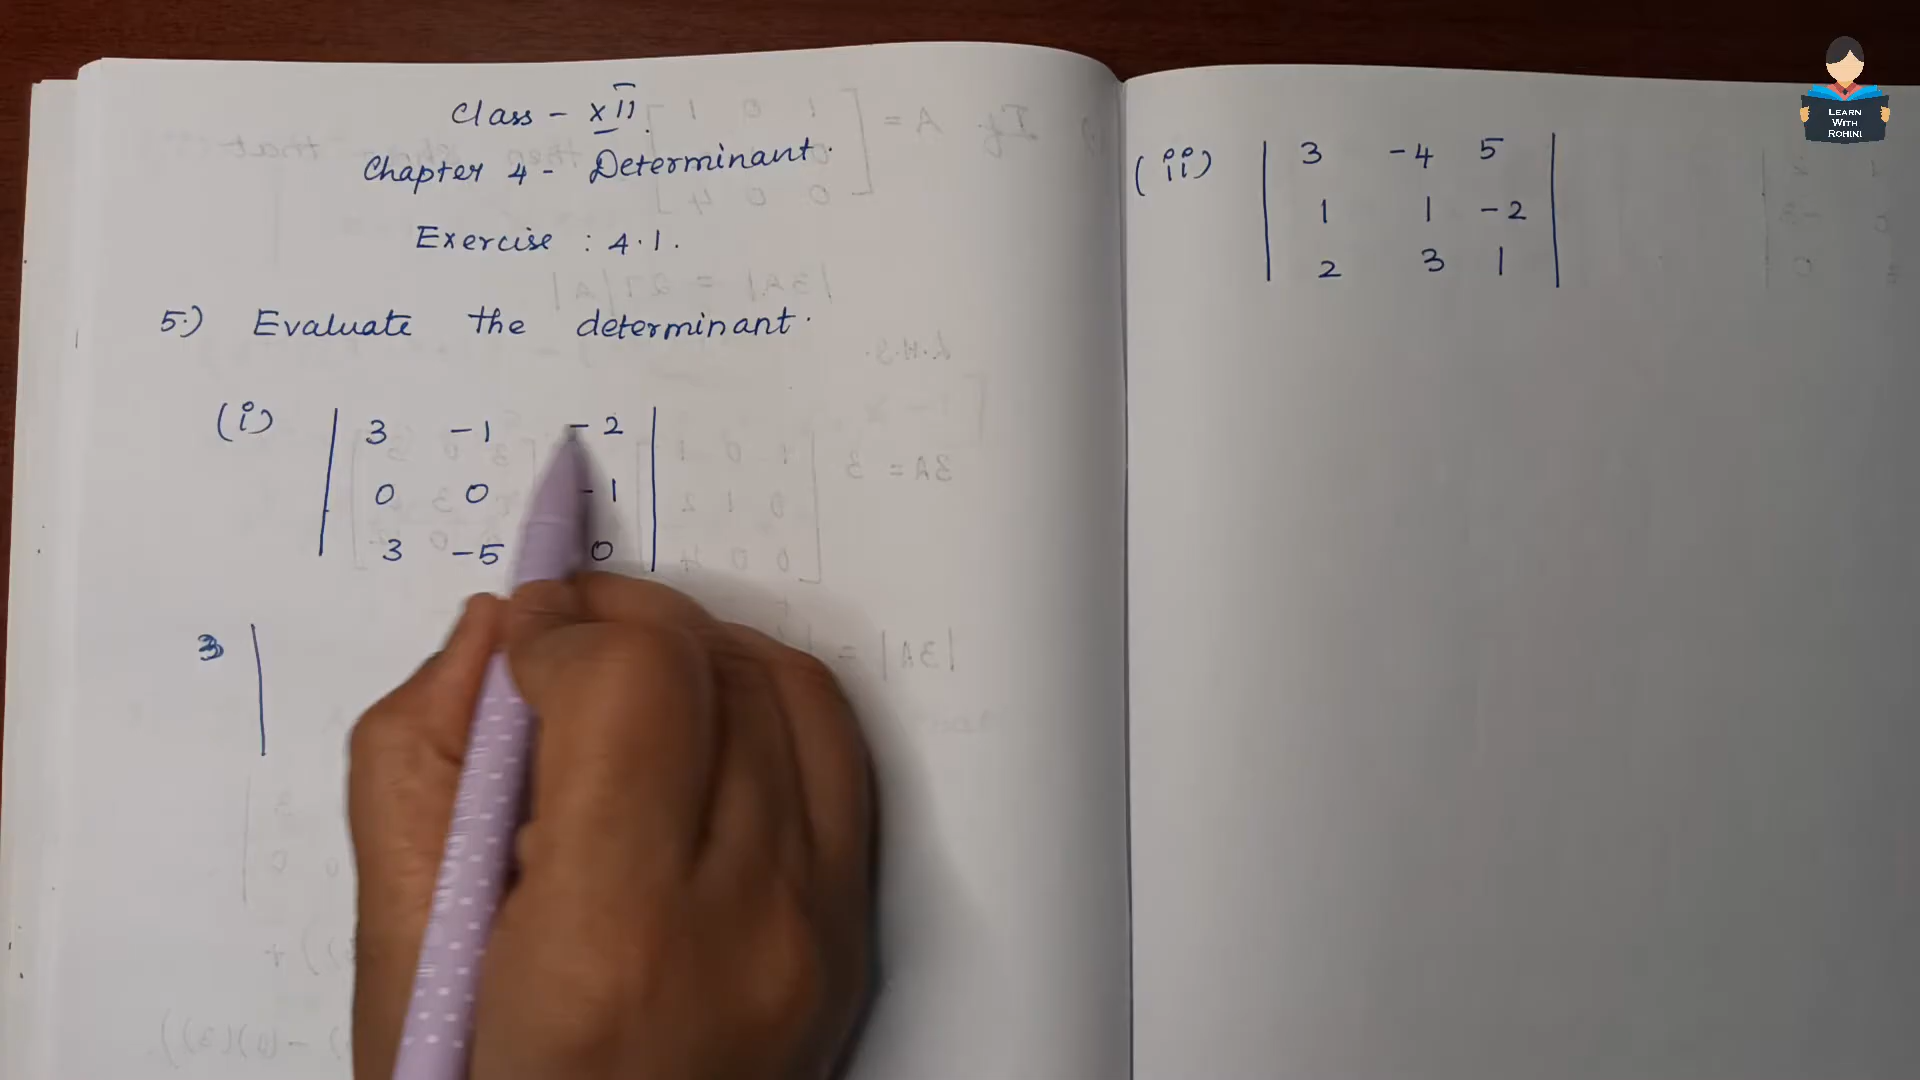 Class - XII.
Chapter 4 - Determinant.
Exercise : 4.1.
5.) Evaluate the determinant.
(i) | 3 -1 -2 |
| 0 0 -1 |
| 3 -5 0 |
3 |
(ii) | 3 -4 5 |
| 1 1 -2 |
| 2 3 1 |
LEARN
WITH
ROHINI